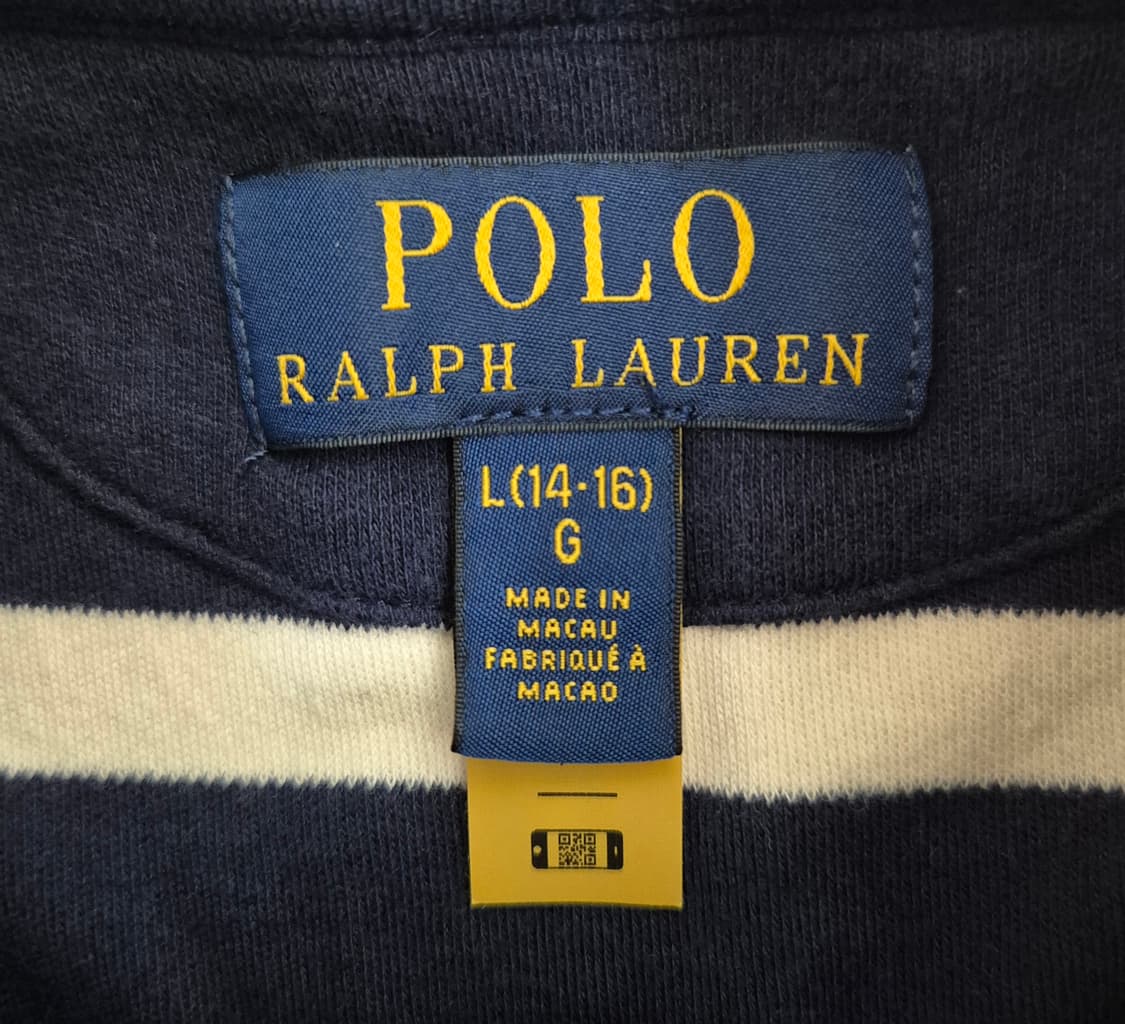 POLO
RALPH LAUREN
L(14-16)
G
MADE IN
MACAU
FABRIQUÉ À
MACAO